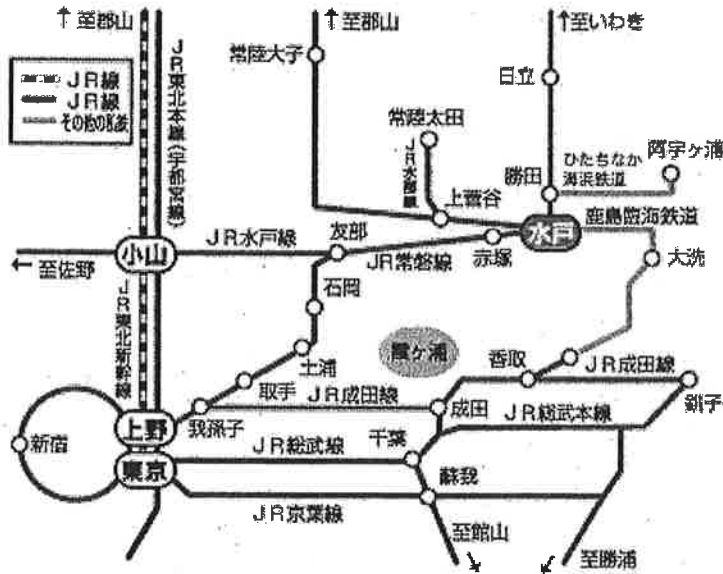 ↑至郡山
↑至郡山
↑至いわき
JR線
JR線
その他の私鉄
JR東北本線(宇都宮線)
常陸大子
日立
常陸太田
JR水郡線
上菅谷
勝田
ひたちなか
海浜鉄道
阿字ヶ浦
水戸
鹿島臨海鉄道
大洗
小山
JR水戸線
友部
JR常磐線
赤塚
←至佐野
JR東北新幹線
石岡
土浦
霞ヶ浦
取手
香取
JR成田線
銚子
我孫子
JR成田線
成田
JR総武本線
新宿
上野
東京
JR総武線
千葉
蘇我
JR京葉線
至館山
至勝浦